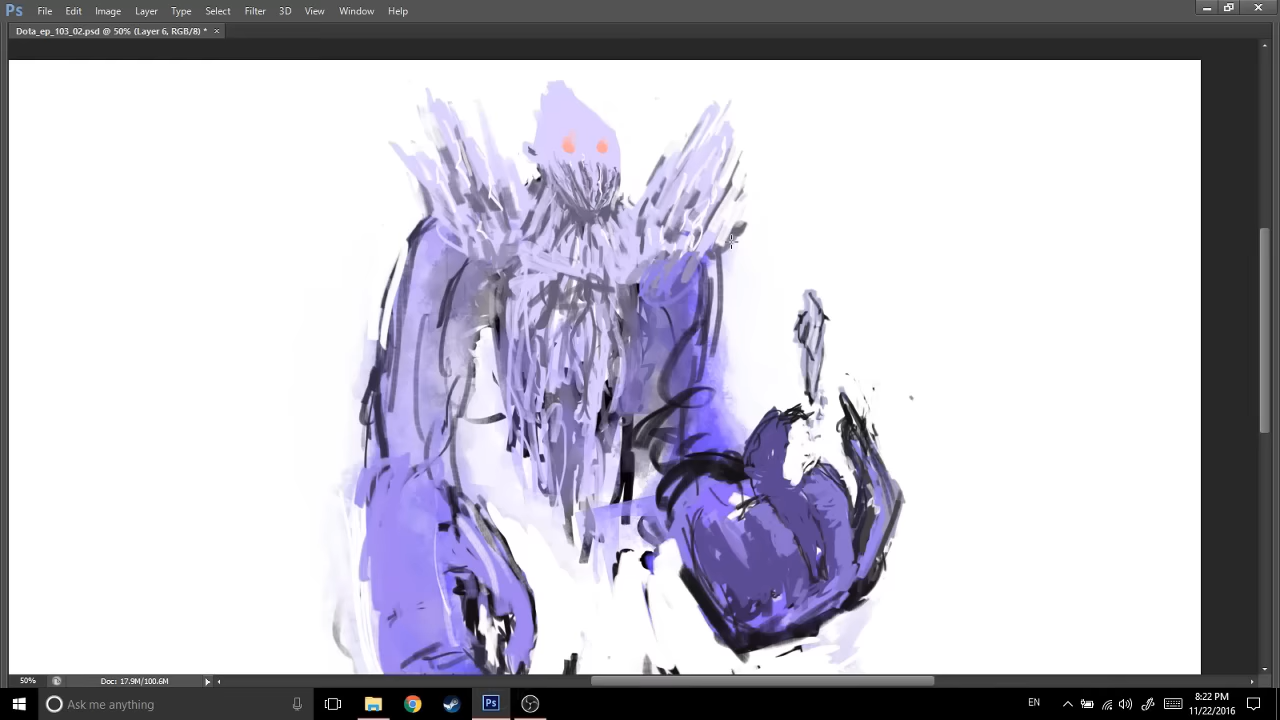 Ps File Edit Image Layer Type Select Filter 3D View Window Help
Dota_ep_103_02.psd @ 50% (Layer 6, RGB/8) * ×
50% Doc: 17.9M/100.6M
Ask me anything
Ps
EN
8:22 PM
11/22/2016